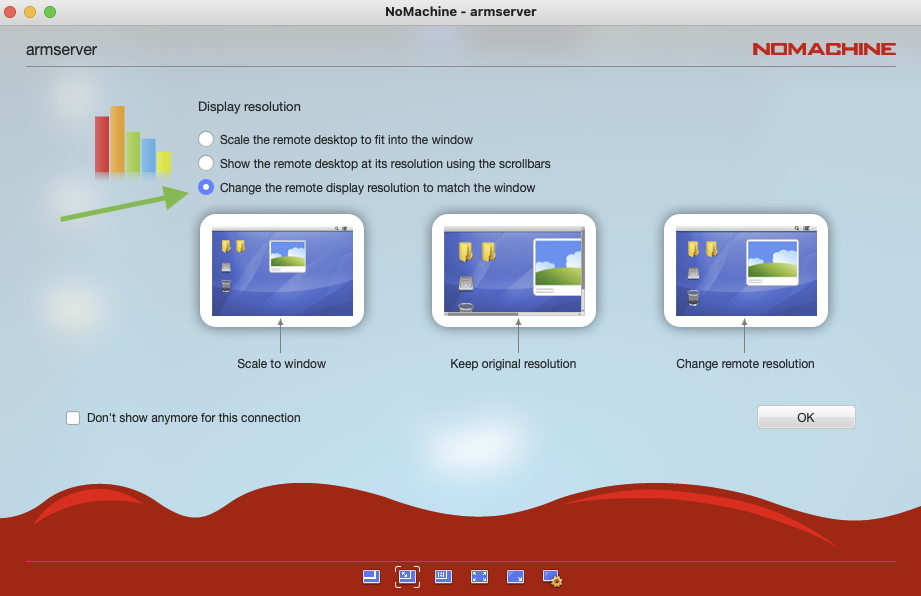 NoMachine - armserver
armserver
NOMACHINE
Display resolution
Scale the remote desktop to fit into the window
Show the remote desktop at its resolution using the scrollbars
Change the remote display resolution to match the window
Scale to window
Keep original resolution
Change remote resolution
Don't show anymore for this connection
OK